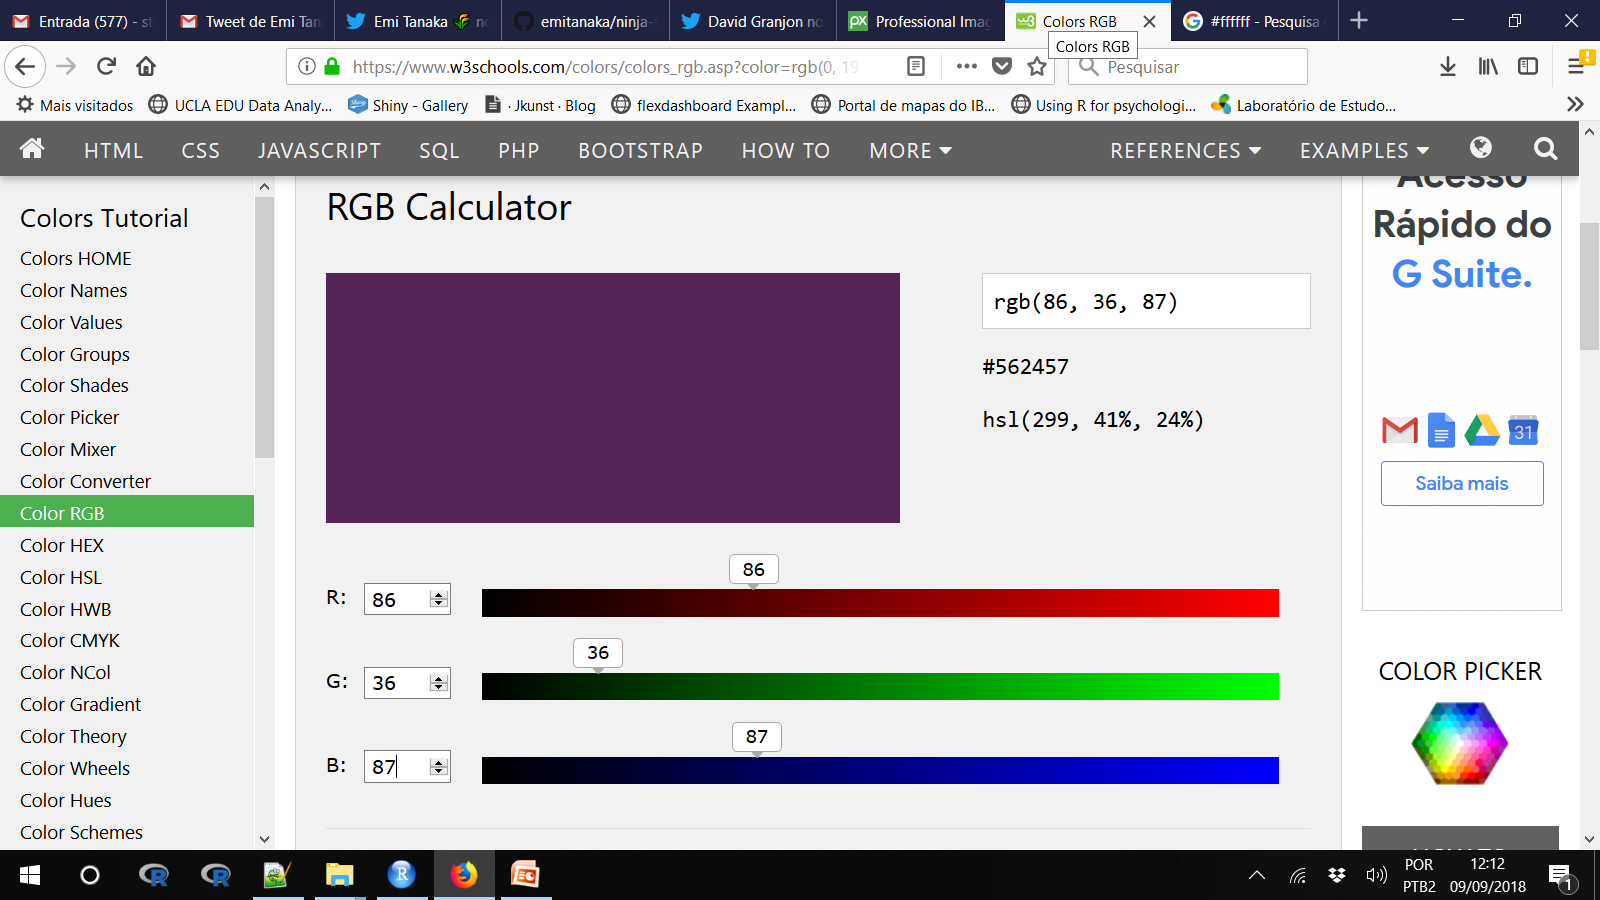 Entrada (577) - st
Tweet de Emi Tan
Emi Tanaka no
emitanaka/ninja-
David Granjon no
Professional Imag
Colors RGB
#ffffff - Pesquisa
Colors RGB
https://www.w3schools.com/colors/colors_rgb.asp?color=rgb(0, 19
Pesquisar
Mais visitados
UCLA EDU Data Analy...
Shiny - Gallery
· Jkunst · Blog
flexdashboard Exampl...
Portal de mapas do IB...
Using R for psychologi...
Laboratório de Estudo...
HTML CSS JAVASCRIPT SQL PHP BOOTSTRAP HOW TO MORE REFERENCES EXAMPLES
Colors Tutorial
Colors HOME
Color Names
Color Values
Color Groups
Color Shades
Color Picker
Color Mixer
Color Converter
Color RGB
Color HEX
Color HSL
Color HWB
Color CMYK
Color NCol
Color Gradient
Color Theory
Color Wheels
Color Hues
Color Schemes
RGB Calculator
rgb(86, 36, 87)
#562457
hsl(299, 41%, 24%)
86
R: 86
36
G: 36
87
B: 87
Acesso
Rápido do
G Suite.
31
Saiba mais
COLOR PICKER
POR
PTB2
12:12
09/09/2018
1